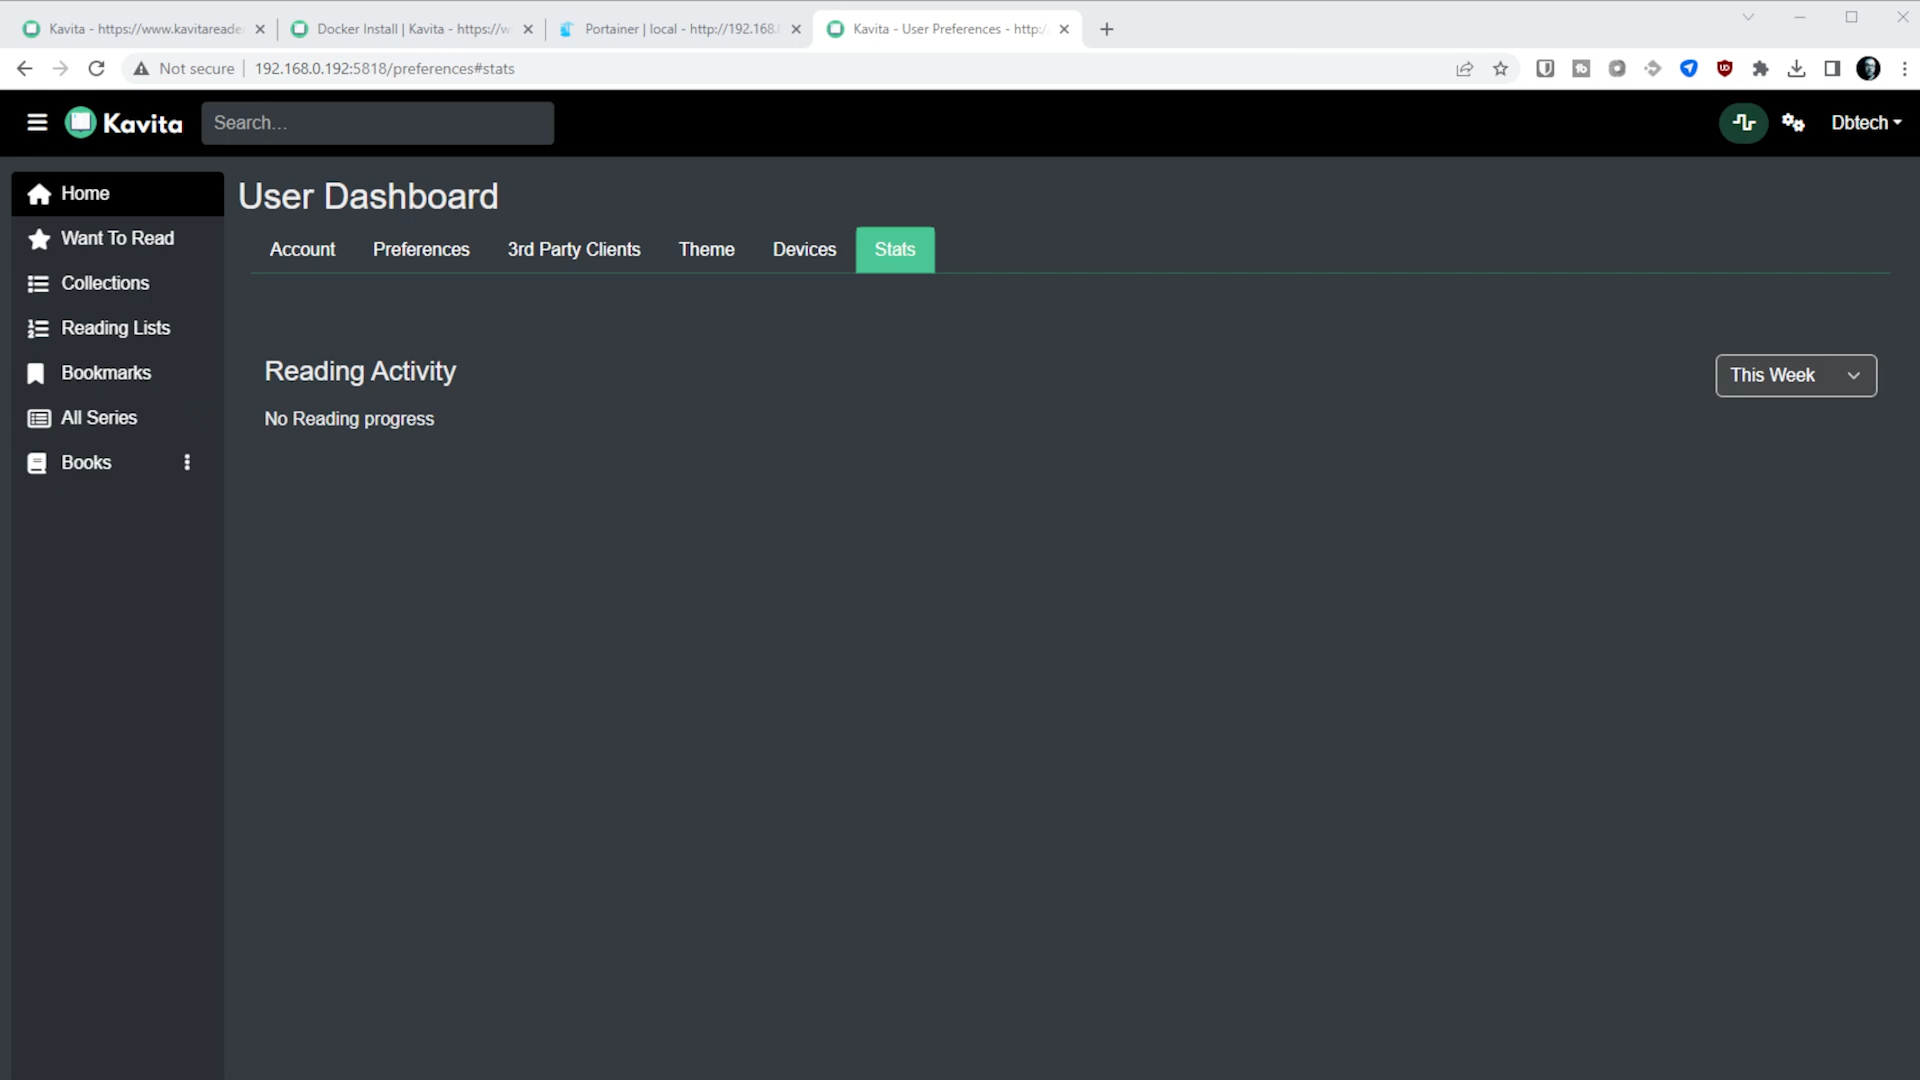 Kavita - https://www.kavitareade
Docker Install | Kavita - https://w
Portainer | local - http://192.168.
Kavita - User Preferences - http:/
Not secure
192.168.0.192:5818/preferences#stats
Kavita
Search...
Dbtech
Home
Want To Read
Collections
Reading Lists
Bookmarks
All Series
Books
User Dashboard
Account
Preferences
3rd Party Clients
Theme
Devices
Stats
Reading Activity
This Week
No Reading progress